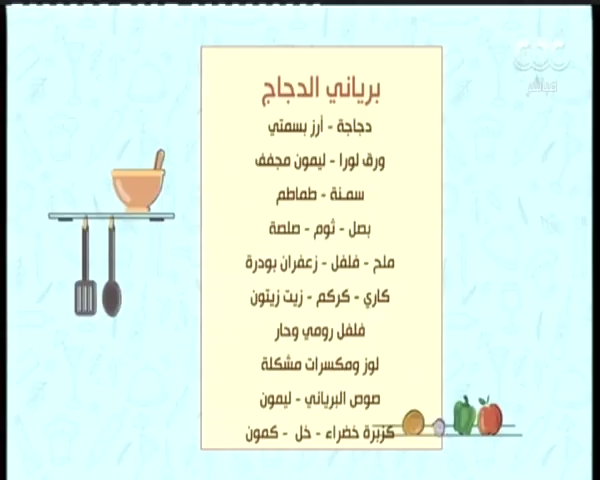 CBC
مباشر
برياني الدجاج
دجاجة - أرز بسمتي
ورق لورا - ليمون مجفف
سمنة - طماطم
بصل - ثوم - صلصة
ملح - فلفل - زعفران بودرة
كاري - كركم - زيت زيتون
فلفل رومي وحار
لوز ومكسرات مشكلة
صوص البرياني - ليمون
كزبرة خضراء - خل - كمون